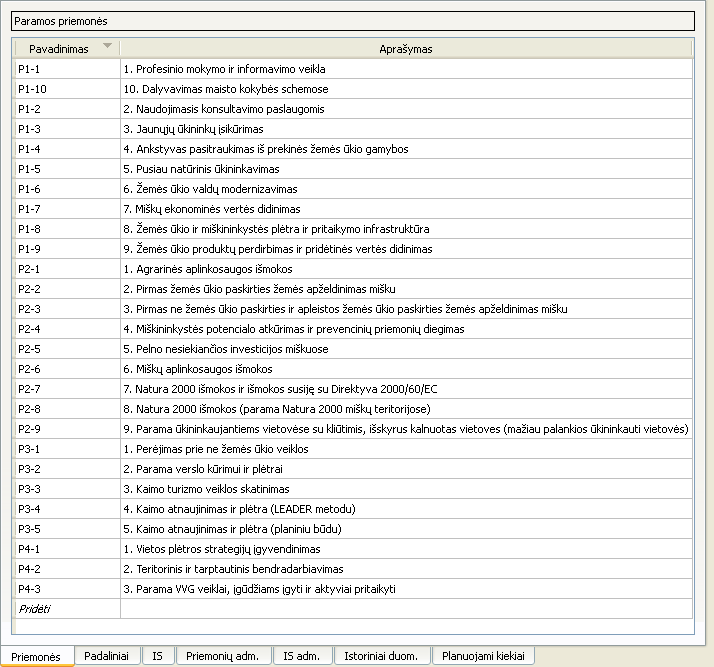 Paramos priemonės
Pavadinimas Aprašymas
P1-1 1. Profesinio mokymo ir informavimo veikla
P1-10 10. Dalyvavimas maisto kokybės schemose
P1-2 2. Naudojimasis konsultavimo paslaugomis
P1-3 3. Jaunųjų ūkininkų įsikūrimas
P1-4 4. Ankstyvas pasitraukimas iš prekinės žemės ūkio gamybos
P1-5 5. Pusiau natūrinis ūkininkavimas
P1-6 6. Žemės ūkio valdų modernizavimas
P1-7 7. Miškų ekonominės vertės didinimas
P1-8 8. Žemės ūkio ir miškininkystės plėtra ir pritaikymo infrastruktūra
P1-9 9. Žemės ūkio produktų perdirbimas ir pridėtinės vertės didinimas
P2-1 1. Agrarinės aplinkosaugos išmokos
P2-2 2. Pirmas žemės ūkio paskirties žemės apželdinimas mišku
P2-3 3. Pirmas ne žemės ūkio paskirties ir apleistos žemės ūkio paskirties žemės apželdinimas mišku
P2-4 4. Miškininkystės potencialo atkūrimas ir prevencinių priemonių diegimas
P2-5 5. Pelno nesiekiančios investicijos miškuose
P2-6 6. Miškų aplinkosaugos išmokos
P2-7 7. Natura 2000 išmokos ir išmokos susiję su Direktyva 2000/60/EC
P2-8 8. Natura 2000 išmokos (parama Natura 2000 miškų teritorijose)
P2-9 9. Parama ūkininkaujantiems vietovėse su kliūtimis, išskyrus kalnuotas vietoves (mažiau palankios ūkininkauti vietovės)
P3-1 1. Perėjimas prie ne žemės ūkio veiklos
P3-2 2. Parama verslo kūrimui ir plėtrai
P3-3 3. Kaimo turizmo veiklos skatinimas
P3-4 4. Kaimo atnaujinimas ir plėtra (LEADER metodu)
P3-5 5. Kaimo atnaujinimas ir plėtra (planiniu būdu)
P4-1 1. Vietos plėtros strategijų įgyvendinimas
P4-2 2. Teritorinis ir tarptautinis bendradarbiavimas
P4-3 3. Parama VVG veiklai, įgūdžiams įgyti ir aktyviai pritaikyti
Pridėti
Priemonės Padaliniai IS Priemonių adm. IS adm. Istoriniai duom. Planuojami kiekiai